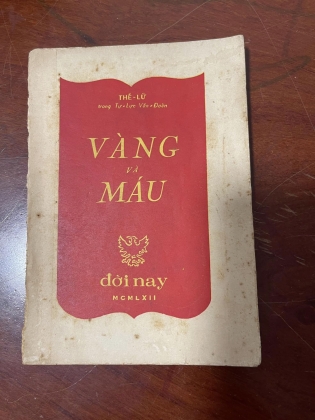 THẾ-LỮ
trong Tự-Lực Văn-Đoàn
VÀNG
VÀ
MÁU
đời nay
MCMLXII